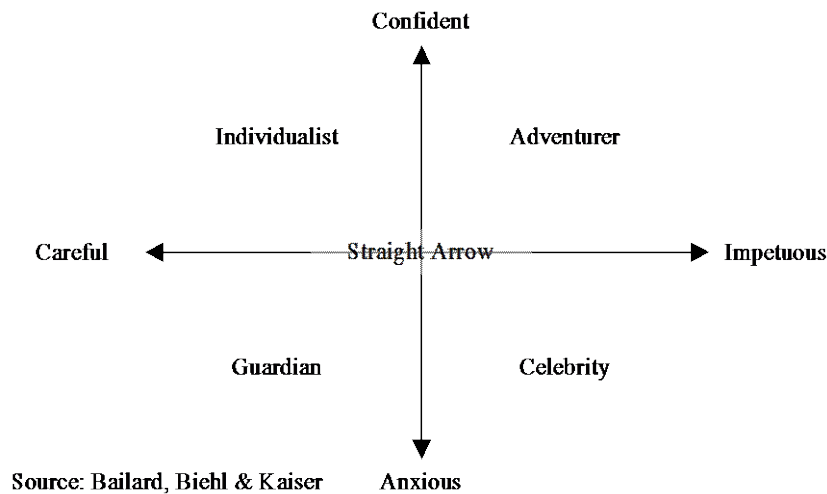 Confident
Individualist Adventurer
Careful Straight Arrow Impetuous
Guardian Celebrity
Source: Bailard, Biehl & Kaiser Anxious